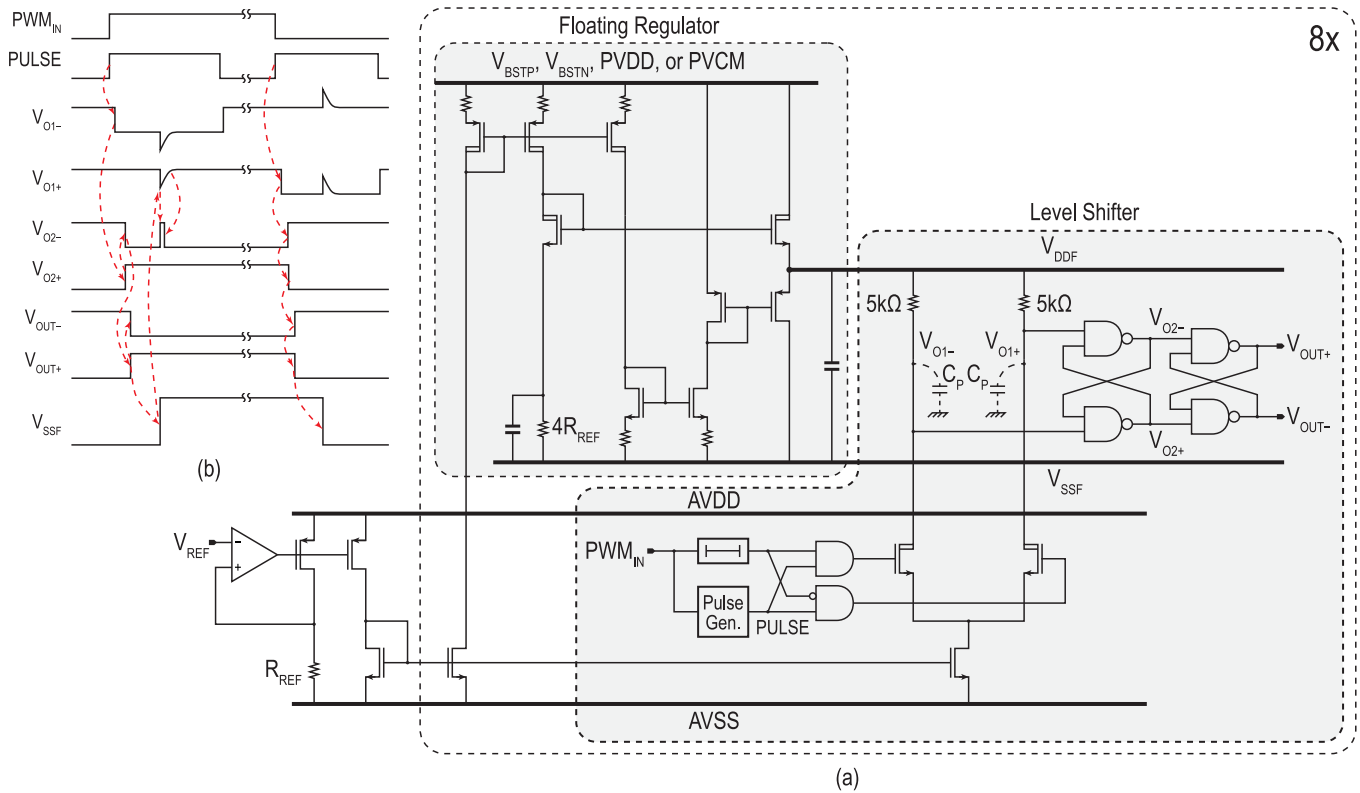 PWM_IN
PULSE
V_O1-
V_O1+
V_O2-
V_O2+
V_OUT-
V_OUT+
V_SSF
(b)
Floating Regulator
8x
V_BSTP, V_BSTN, PVDD, or PVCM
4R_REF
Level Shifter
V_DDF
5kΩ
5kΩ
V_O1-
V_O1+
C_P
C_P
V_O2-
V_O2+
V_OUT+
V_OUT-
V_SSF
AVDD
V_REF
-
+
R_REF
PWM_IN
Pulse
Gen.
PULSE
AVSS
(a)